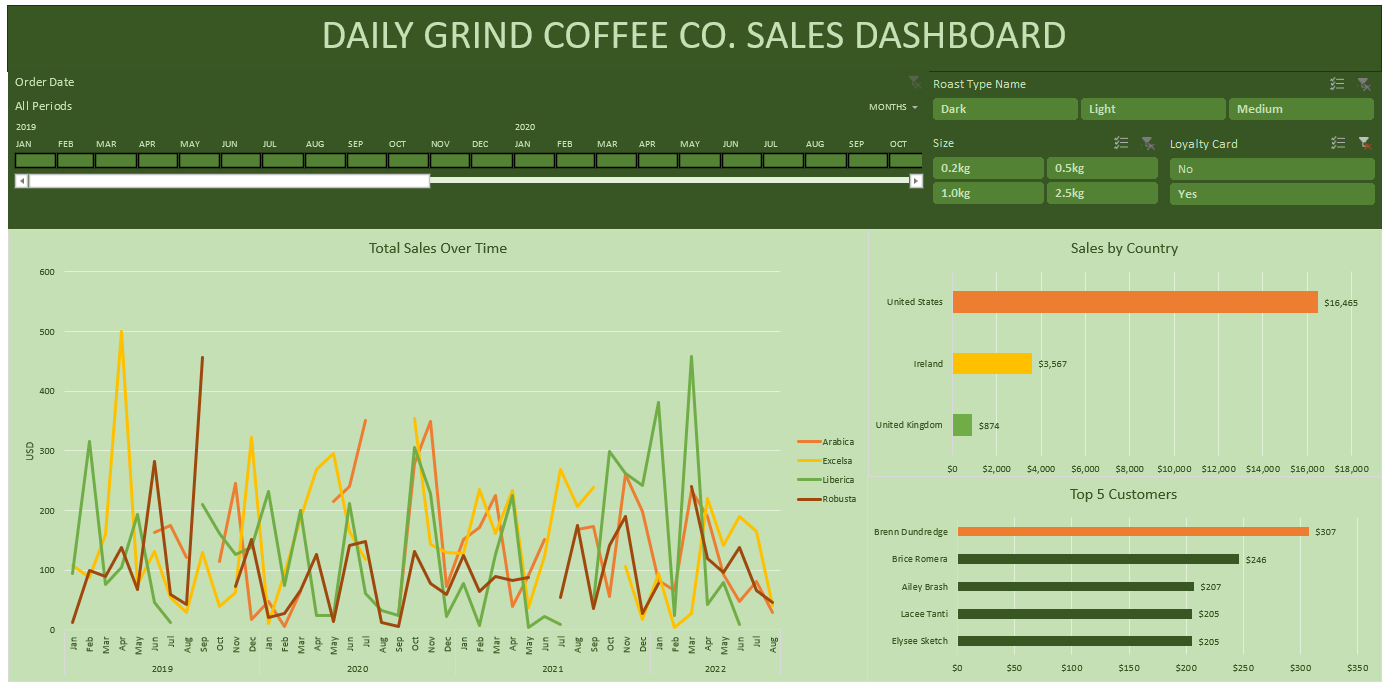 DAILY GRIND COFFEE CO. SALES DASHBOARD
Order Date
All Periods
MONTHS
2019 2020
JAN FEB MAR APR MAY JUN JUL AUG SEP OCT NOV DEC JAN FEB MAR APR MAY JUN JUL AUG SEP OCT
Roast Type Name
Dark Light Medium
Size
0.2kg 0.5kg
1.0kg 2.5kg
Loyalty Card
No
Yes
Total Sales Over Time
600
500
400
300
200
100
0
USD
Jan Feb Mar Apr May Jun Jul Aug Sep Oct Nov Dec Jan Feb Mar Apr May Jun Jul Aug Sep Oct Nov Dec Jan Feb Mar Apr May Jun Jul Aug Sep Oct Nov Dec Jan Feb Mar Apr May Jun Jul Aug
2019 2020 2021 2022
Arabica
Excelsa
Liberica
Robusta
Sales by Country
United States $16,465
Ireland $3,567
United Kingdom $874
$0 $2,000 $4,000 $6,000 $8,000 $10,000 $12,000 $14,000 $16,000 $18,000
Top 5 Customers
Brenn Dundredge $307
Brice Romera $246
Ailey Brash $207
Lacee Tanti $205
Elysee Sketch $205
$0 $50 $100 $150 $200 $250 $300 $350